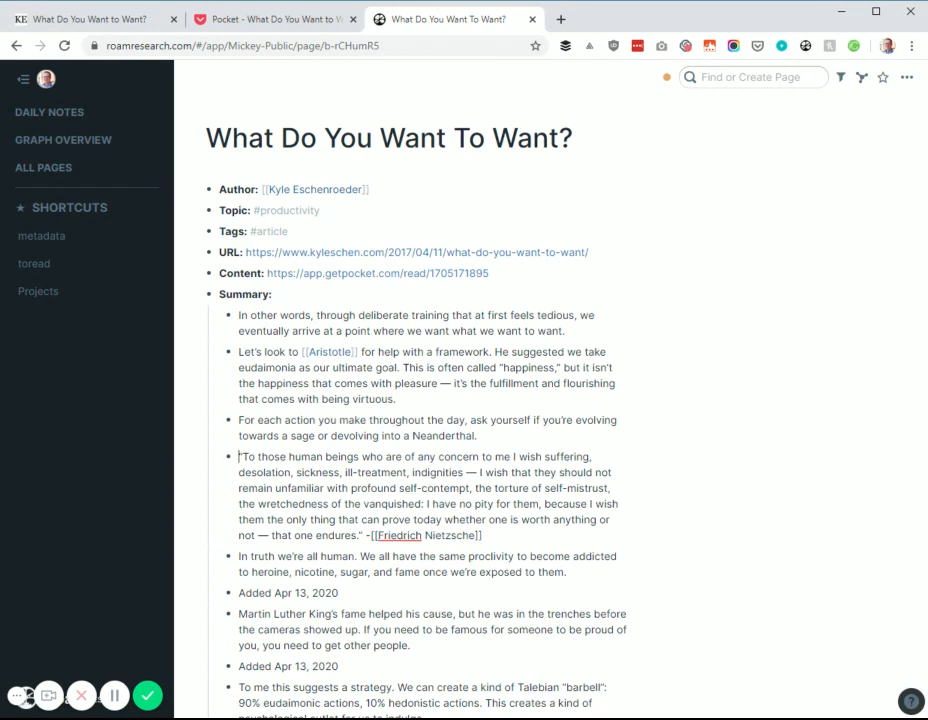 KE What Do You Want to Want?
Pocket - What Do You Want to W
What Do You Want To Want?
roamresearch.com/#/app/Mickey-Public/page/b-rCHumR5
DAILY NOTES
GRAPH OVERVIEW
ALL PAGES
★ SHORTCUTS
metadata
toread
Projects
Find or Create Page
What Do You Want To Want?
Author: [[Kyle Eschenroeder]]
Topic: #productivity
Tags: #article
URL: https://www.kyleschen.com/2017/04/11/what-do-you-want-to-want/
Content: https://app.getpocket.com/read/1705171895
Summary:
In other words, through deliberate training that at first feels tedious, we
eventually arrive at a point where we want what we want to want.
Let's look to [[Aristotle]] for help with a framework. He suggested we take
eudaimonia as our ultimate goal. This is often called "happiness," but it isn't
the happiness that comes with pleasure — it's the fulfillment and flourishing
that comes with being virtuous.
For each action you make throughout the day, ask yourself if you're evolving
towards a sage or devolving into a Neanderthal.
"To those human beings who are of any concern to me I wish suffering,
desolation, sickness, ill-treatment, indignities — I wish that they should not
remain unfamiliar with profound self-contempt, the torture of self-mistrust,
the wretchedness of the vanquished: I have no pity for them, because I wish
them the only thing that can prove today whether one is worth anything or
not — that one endures." -[[Friedrich Nietzsche]]
In truth we're all human. We all have the same proclivity to become addicted
to heroine, nicotine, sugar, and fame once we're exposed to them.
Added Apr 13, 2020
Martin Luther King's fame helped his cause, but he was in the trenches before
the cameras showed up. If you need to be famous for someone to be proud of
you, you need to get other people.
Added Apr 13, 2020
To me this suggests a strategy. We can create a kind of Talebian "barbell":
90% eudaimonic actions, 10% hedonistic actions. This creates a kind of
psychological outlet for us to indulge.